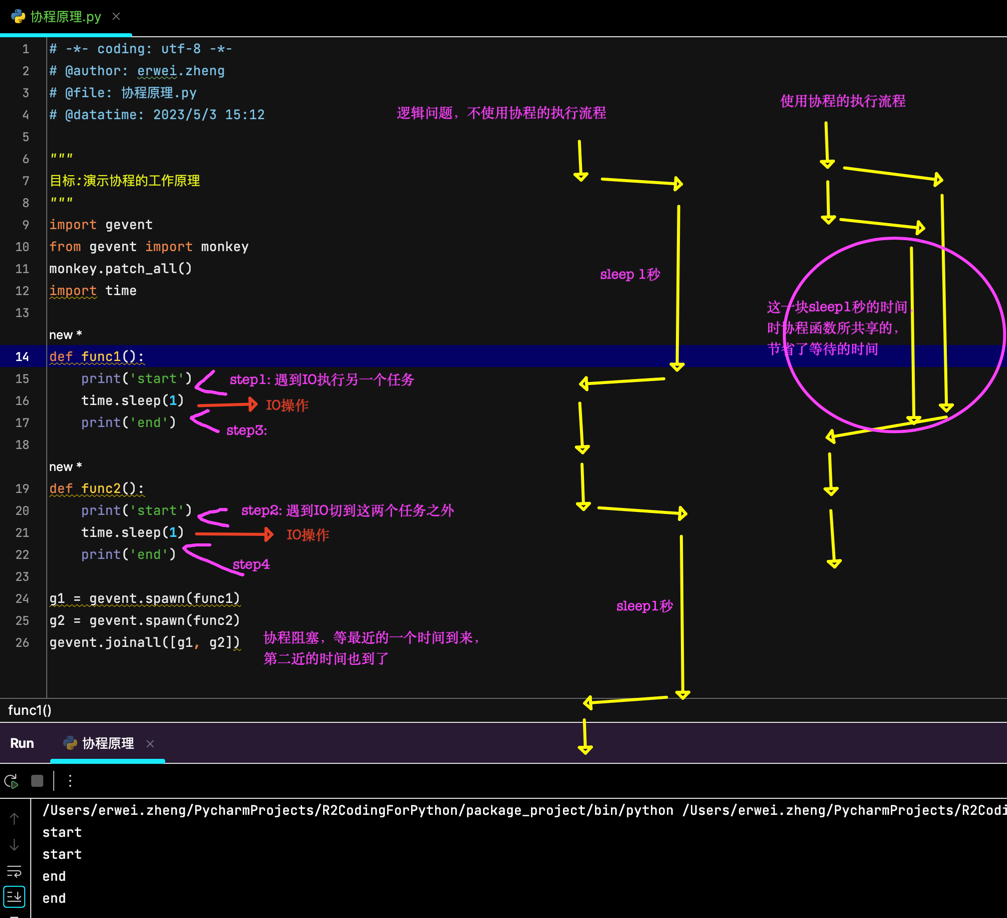 协程原理.py
1 # -*- coding: utf-8 -*-
2 # @author: erwei.zheng
3 # @file: 协程原理.py
4 # @datatime: 2023/5/3 15:12
5
6 """
7 目标:演示协程的工作原理
8 """
9 import gevent
10 from gevent import monkey
11 monkey.patch_all()
12 import time
13
new *
14 def func1():
15 print('start')
16 time.sleep(1)
17 print('end')
18
new *
19 def func2():
20 print('start')
21 time.sleep(1)
22 print('end')
23
24 g1 = gevent.spawn(func1)
25 g2 = gevent.spawn(func2)
26 gevent.joinall([g1, g2])
step1: 遇到IO执行另一个任务
IO操作
step3:
step2: 遇到IO切到这两个任务之外
IO操作
step4
协程阻塞，等最近的一个时间到来，
第二近的时间也到了
逻辑问题，不使用协程的执行流程
sleep 1秒
sleep1秒
使用协程的执行流程
这一块sleep1秒的时间，
时协程函数所共享的，
节省了等待的时间
func1()
Run 协程原理
/Users/erwei.zheng/PycharmProjects/R2CodingForPython/package_project/bin/python /Users/erwei.zheng/PycharmProjects/R2Codi
start
start
end
end